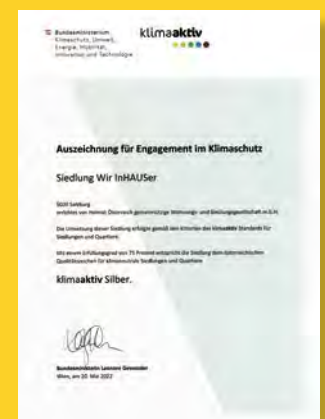 Bundesministerium
Klimaschutz, Umwelt,
Energie, Mobilität,
Innovation und Technologie
klimaaktiv
Auszeichnung für Engagement im Klimaschutz
Siedlung Wir InHAUSer
5020 Salzburg
errichtet von Heimat Österreich gemeinnützige Wohnungs- und Siedlungsgesellschaft m.b.H.
Die Umsetzung dieser Siedlung erfolgte gemäß den Kriterien des klimaaktiv Standards für
Siedlungen und Quartiere.
Mit einem Erfüllungsgrad von 75 Prozent entspricht die Siedlung dem österreichischen
Qualitätszeichen für klimaneutrale Siedlungen und Quartiere
klimaaktiv Silber.
Bundesministerin Leonore Gewessler
Wien, am 20. Mai 2022